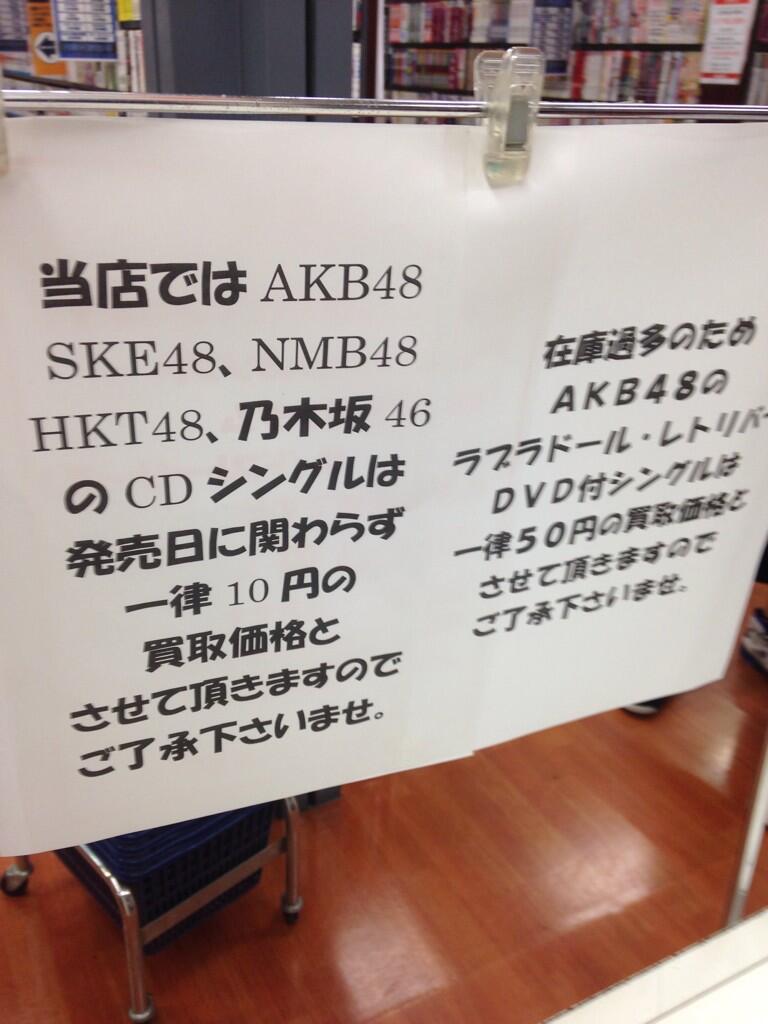 当店では AKB48
SKE48、NMB48
HKT48、乃木坂 46
の CD シングルは
発売日に関わらず
一律 10 円の
買取価格と
させて頂きますので
ご了承下さいませ。
在庫過多のため
ＡＫＢ４８の
ラブラドール・レトリバー
ＤＶＤ付シングルは
一律５０円の買取価格と
させて頂きますので
ご了承下さいませ。